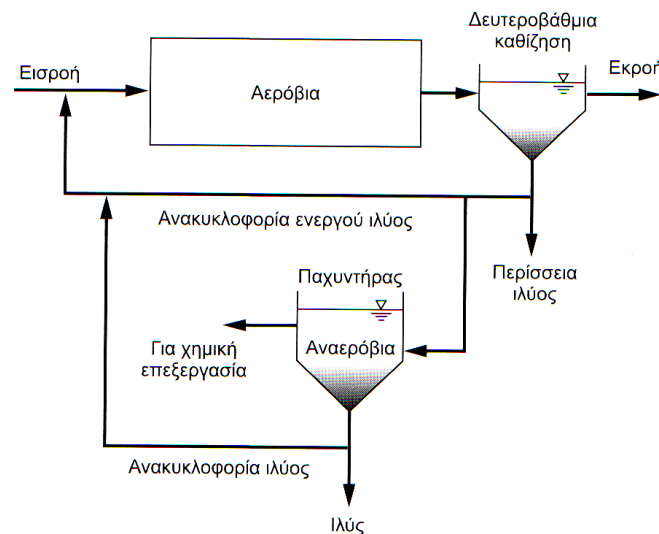 Δευτεροβάθμια
καθίζηση
Εισροή
Εκροή
Αερόβια
Ανακυκλοφορία ενεργού ιλύος
Περίσσεια
ιλύος
Παχυντήρας
Για χημική
επεξεργασία
Αναερόβια
Ανακυκλοφορία ιλύος
Ιλύς